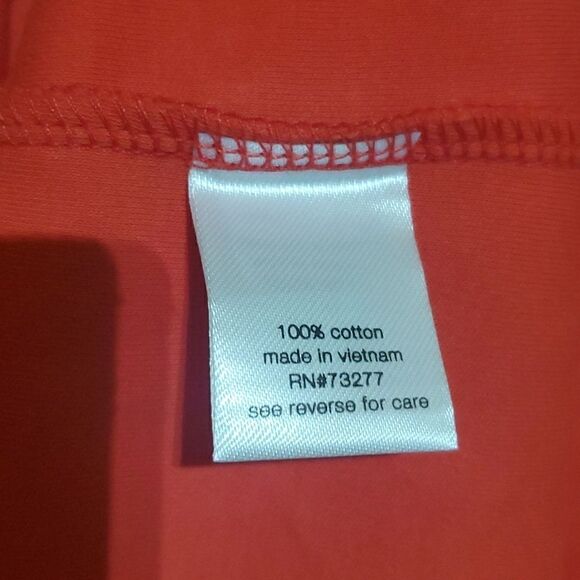 100% cotton
made in vietnam
RN#73277
see reverse for care